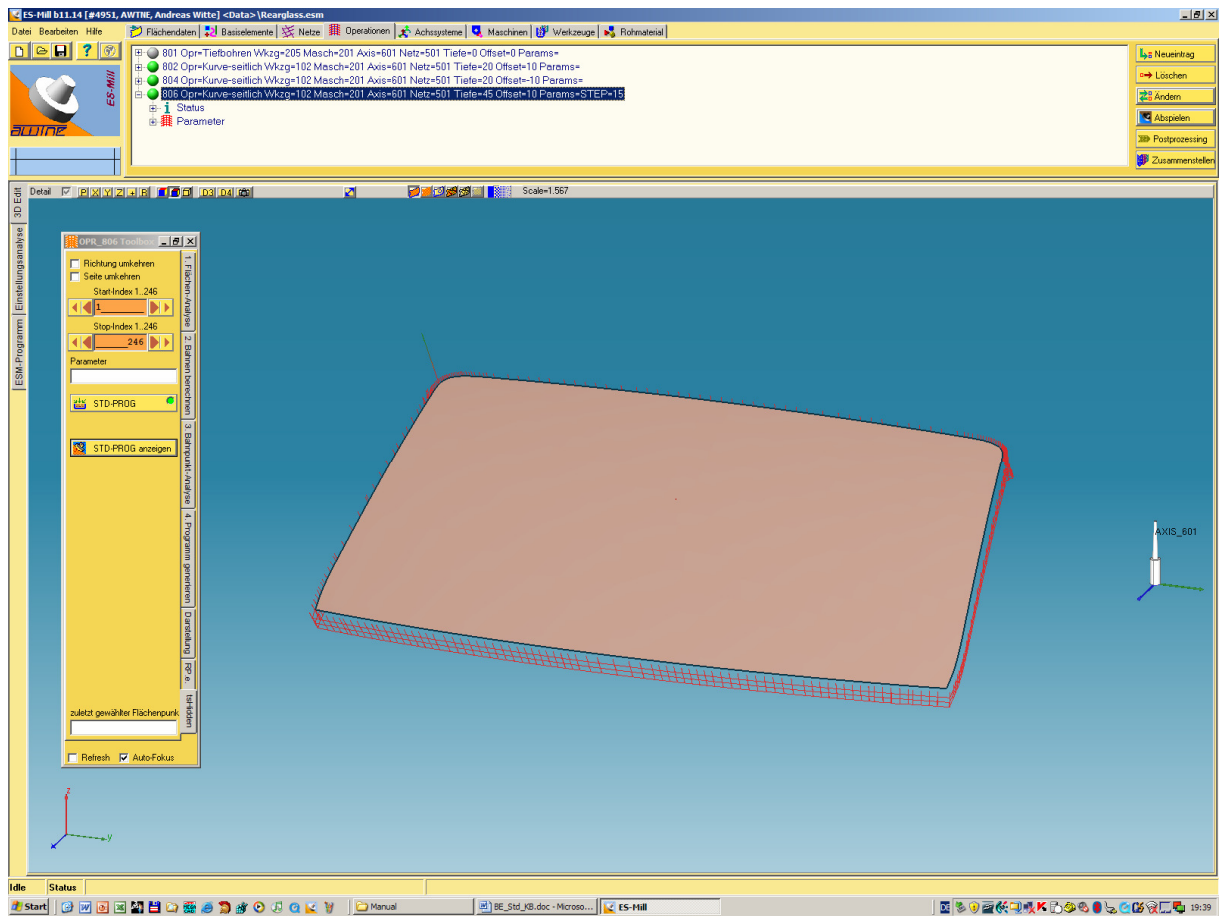 ES-Mill b11.14 [#4951, AWTNE, Andreas Witte] <Data>\Rearglass.esm
Datei Bearbeiten Hilfe
Flächendaten Basiselemente Netze Operationen Achssysteme Maschinen Werkzeuge Rohmaterial
801 Opr=Tiefbohren Wkzg=205 Masch=201 Axis=601 Netz=501 Tiefe=0 Offset=0 Params=
802 Opr=Kurve-seitlich Wkzg=102 Masch=201 Axis=601 Netz=501 Tiefe=20 Offset=10 Params=
804 Opr=Kurve-seitlich Wkzg=102 Masch=201 Axis=601 Netz=501 Tiefe=20 Offset=-10 Params=
806 Opr=Kurve-seitlich Wkzg=102 Masch=201 Axis=601 Netz=501 Tiefe=45 Offset=10 Params=STEP=15
Status
Parameter
ES-Mill
AWTNE
Neueintrag
Löschen
Ändern
Abspielen
Postprozessing
Zusammenstellen
Detail P X Y Z + R D3 D4 Scale=1.567
3D Edit
Einstellungsanalyse
ESM-Programm
OPR_806 Toolbox
Richtung umkehren
Seite umkehren
Start-Index 1..246
1
Stop-Index 1..246
246
Parameter
STD-PROG
STD-PROG anzeigen
zuletzt gewählter Flächenpunk
Refresh Auto-Fokus
1. Flächen-Analyse
2. Bahnen berechnen
3. Bahnpunkt-Analyse
4. Programm generieren
Darstellung
RP.e.
tsHidden
AXIS_601
z
y
x
Idle Status
Start Manual BE_Std_KB.doc - Microso... ES-Mill DE 19:39